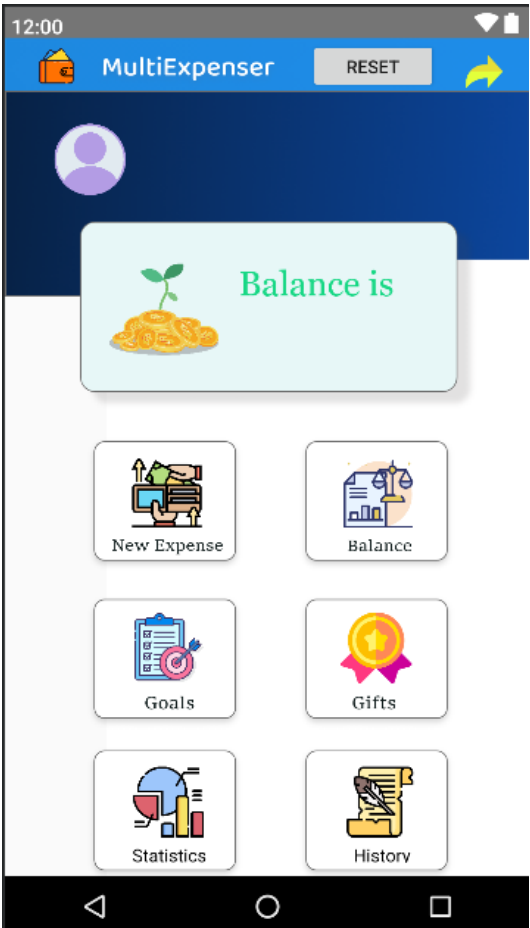 12:00
MultiExpenser RESET
Balance is
New Expense Balance
Goals Gifts
Statistics History